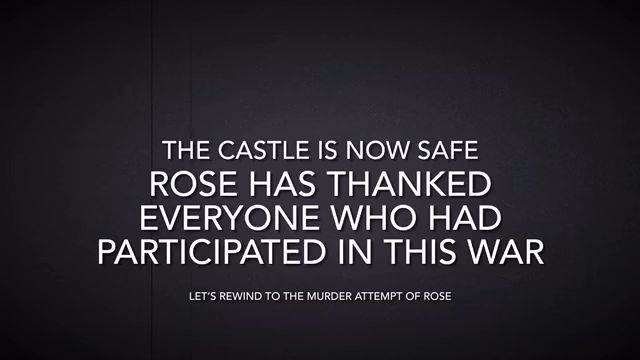 THE CASTLE IS NOW SAFE
ROSE HAS THANKED
EVERYONE WHO HAD
PARTICIPATED IN THIS WAR
LET'S REWIND TO THE MURDER ATTEMPT OF ROSE